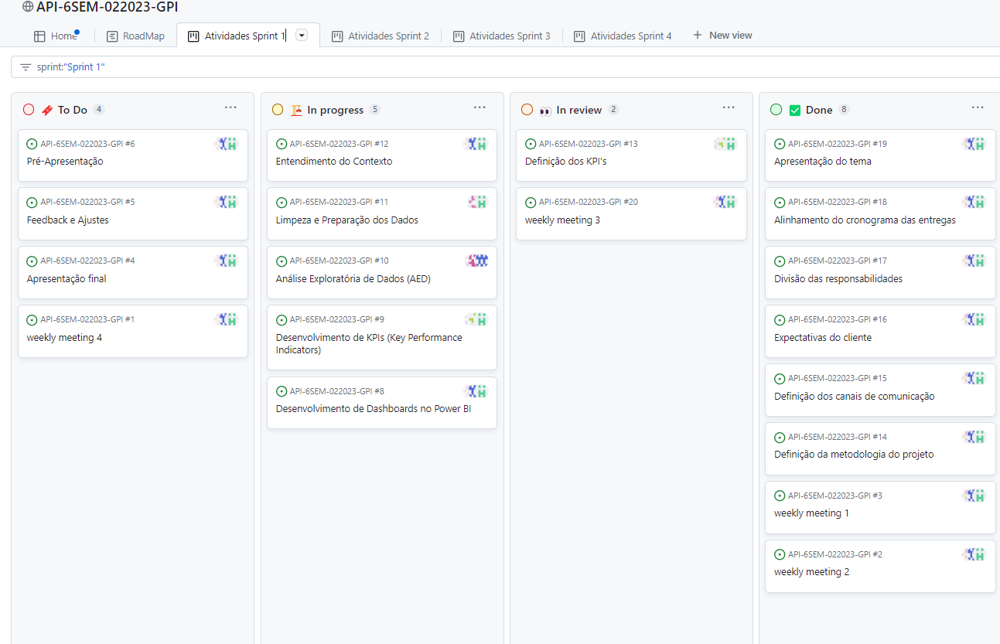 API-6SEM-022023-GPI
Home
RoadMap
Atividades Sprint 1
Atividades Sprint 2
Atividades Sprint 3
Atividades Sprint 4
New view
sprint:"Sprint 1"
To Do 4
API-6SEM-022023-GPI #6
Pré-Apresentação
API-6SEM-022023-GPI #5
Feedback e Ajustes
API-6SEM-022023-GPI #4
Apresentação final
API-6SEM-022023-GPI #1
weekly meeting 4
In progress 5
API-6SEM-022023-GPI #12
Entendimento do Contexto
API-6SEM-022023-GPI #11
Limpeza e Preparação dos Dados
API-6SEM-022023-GPI #10
Análise Exploratória de Dados (AED)
API-6SEM-022023-GPI #9
Desenvolvimento de KPIs (Key Performance
Indicators)
API-6SEM-022023-GPI #8
Desenvolvimento de Dashboards no Power BI
In review 2
API-6SEM-022023-GPI #13
Definição dos KPI's
API-6SEM-022023-GPI #20
weekly meeting 3
Done 8
API-6SEM-022023-GPI #19
Apresentação do tema
API-6SEM-022023-GPI #18
Alinhamento do cronograma das entregas
API-6SEM-022023-GPI #17
Divisão das responsabilidades
API-6SEM-022023-GPI #16
Expectativas do cliente
API-6SEM-022023-GPI #15
Definição dos canais de comunicação
API-6SEM-022023-GPI #14
Definição da metodologia do projeto
API-6SEM-022023-GPI #3
weekly meeting 1
API-6SEM-022023-GPI #2
weekly meeting 2